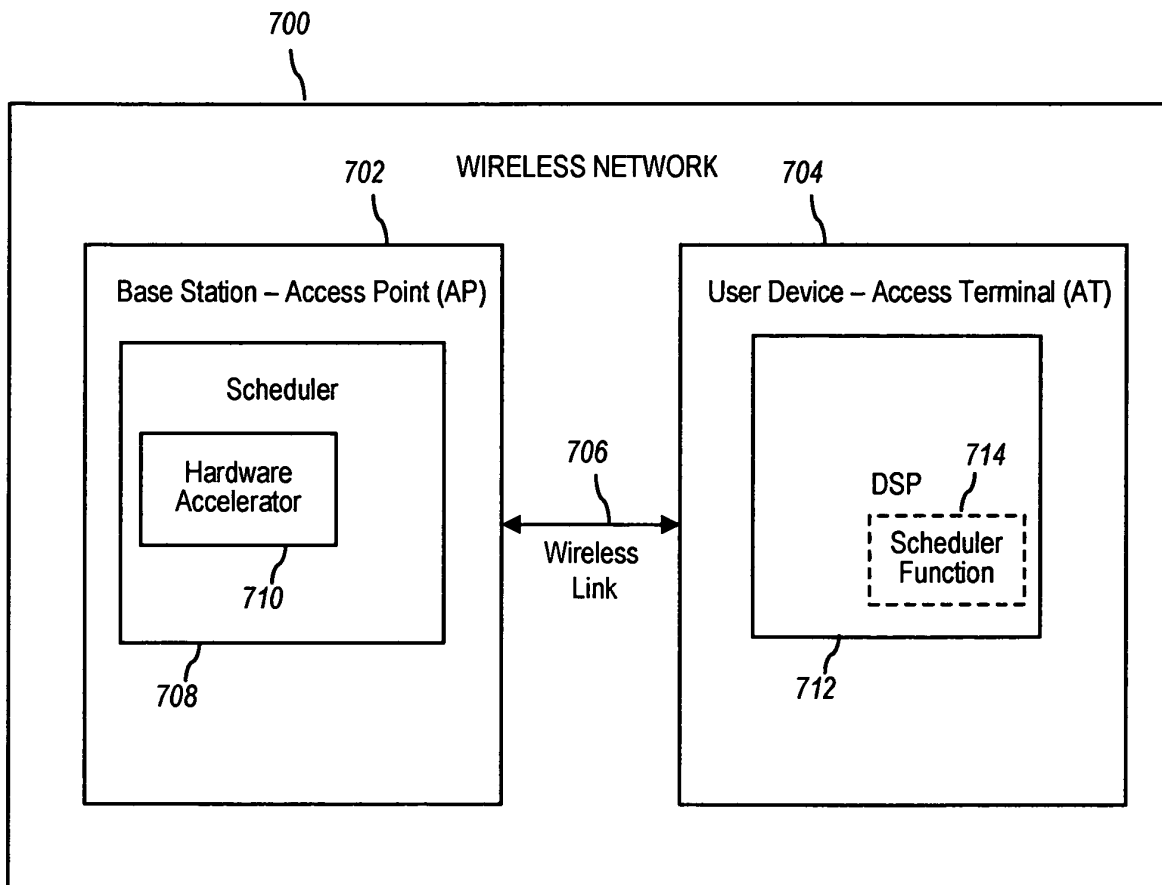 700
WIRELESS NETWORK
702
704
Base Station – Access Point (AP)
User Device – Access Terminal (AT)
Scheduler
Hardware
Accelerator
710
708
706
Wireless
Link
714
DSP
Scheduler
Function
712